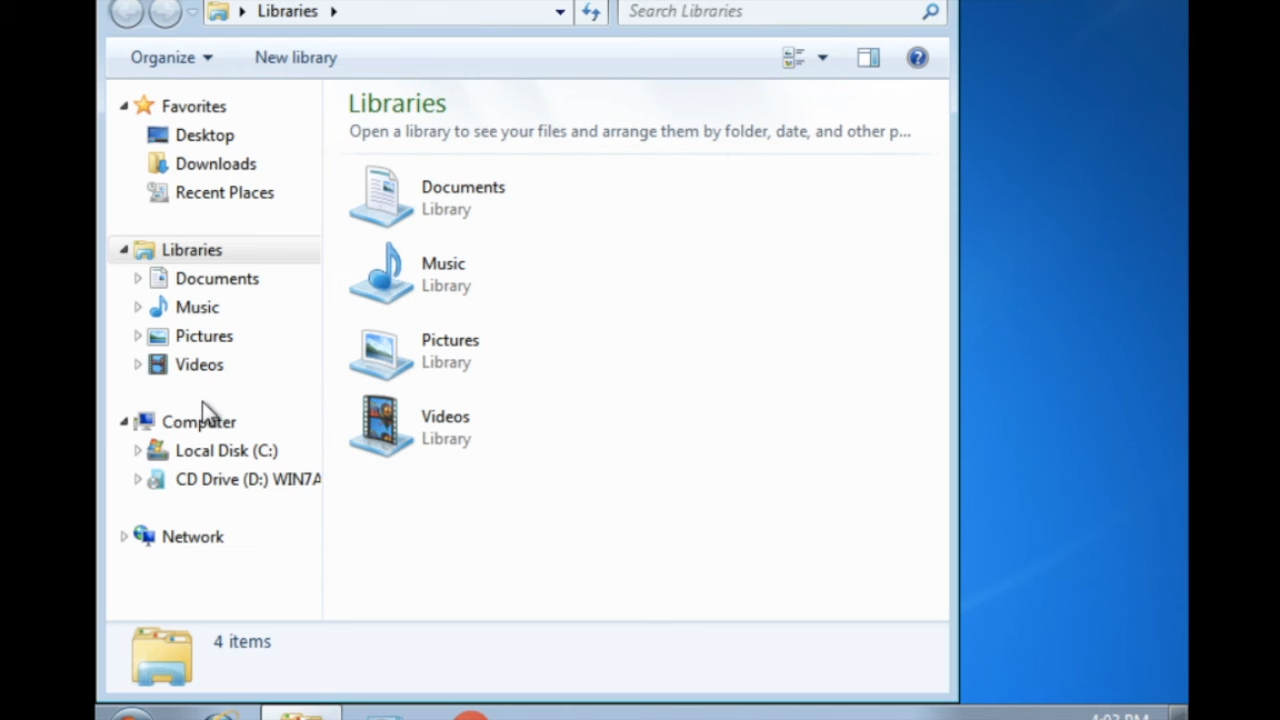 Libraries
Search Libraries
Organize
New library
Favorites
Desktop
Downloads
Recent Places
Libraries
Documents
Music
Pictures
Videos
Computer
Local Disk (C:)
CD Drive (D:) WIN7A
Network
Libraries
Open a library to see your files and arrange them by folder, date, and other p...
Documents
Library
Music
Library
Pictures
Library
Videos
Library
4 items